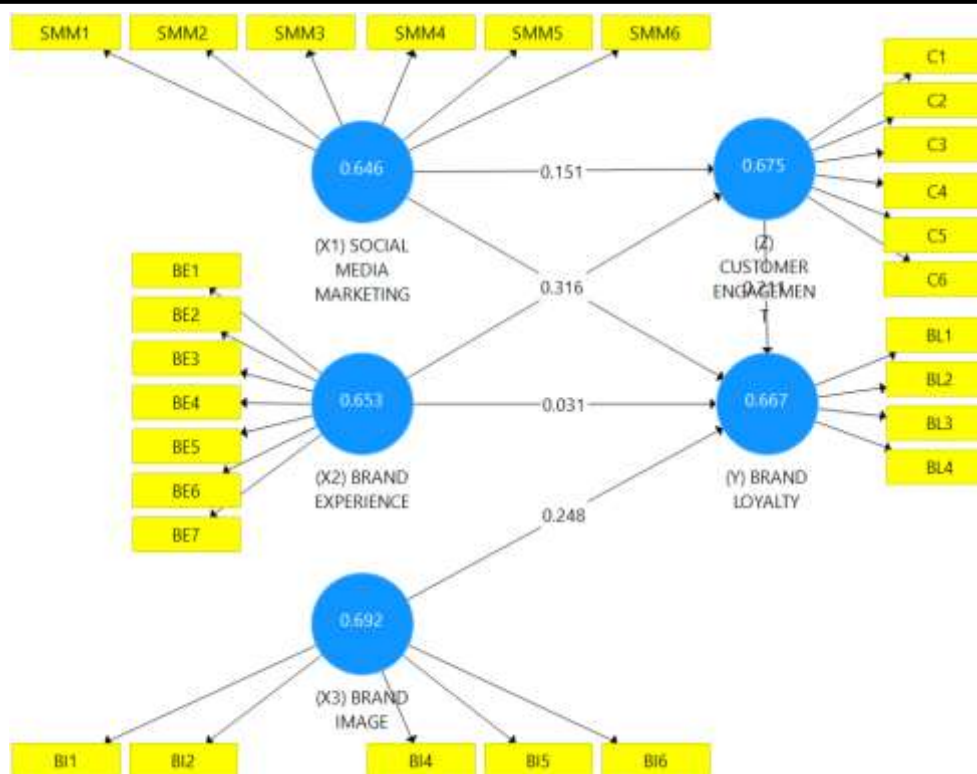 SMM1 SMM2 SMM3 SMM4 SMM5 SMM6
C1
C2
C3
C4
C5
C6
0.646
0.151
0.675
(X1) SOCIAL
MEDIA
MARKETING
(Z)
CUSTOMER
ENGAGEMEN
T
0.211
0.316
BE1
BE2
BE3
BE4
BE5
BE6
BE7
0.653
0.031
0.667
BL1
BL2
BL3
BL4
(X2) BRAND
EXPERIENCE
(Y) BRAND
LOYALTY
0.248
0.692
(X3) BRAND
IMAGE
BI1 BI2 BI4 BI5 BI6